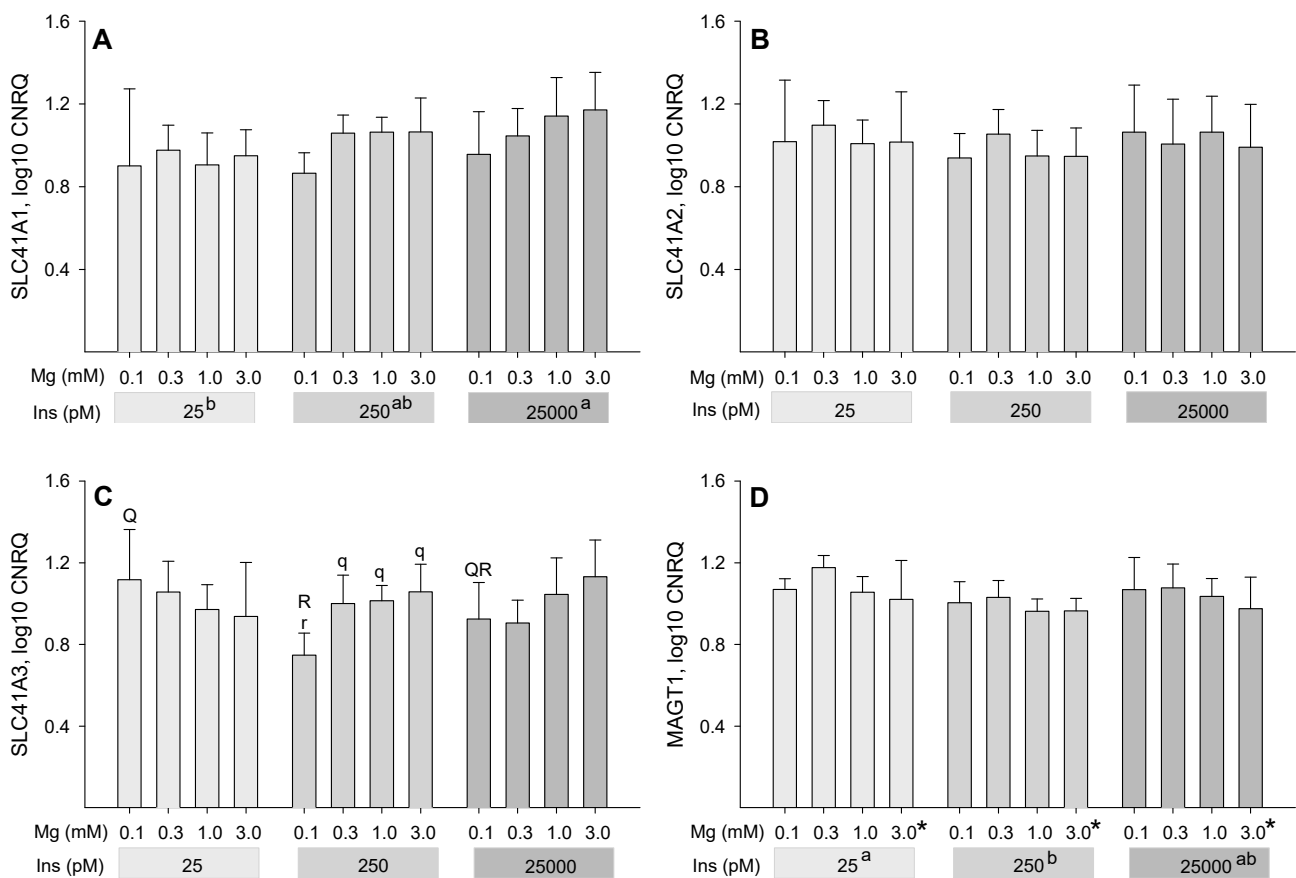 A
SLC41A1, log10 CNRQ
1.6
1.2
0.8
0.4
Mg (mM) 0.1 0.3 1.0 3.0 0.1 0.3 1.0 3.0 0.1 0.3 1.0 3.0
Ins (pM) 25b 250ab 25000a
B
SLC41A2, log10 CNRQ
1.6
1.2
0.8
0.4
Mg (mM) 0.1 0.3 1.0 3.0 0.1 0.3 1.0 3.0 0.1 0.3 1.0 3.0
Ins (pM) 25 250 25000
C
SLC41A3, log10 CNRQ
1.6
1.2
0.8
0.4
Q
R
r
q
q
q
QR
Mg (mM) 0.1 0.3 1.0 3.0 0.1 0.3 1.0 3.0 0.1 0.3 1.0 3.0
Ins (pM) 25 250 25000
D
MAGT1, log10 CNRQ
1.6
1.2
0.8
0.4
Mg (mM) 0.1 0.3 1.0 3.0* 0.1 0.3 1.0 3.0* 0.1 0.3 1.0 3.0*
Ins (pM) 25a 250b 25000ab